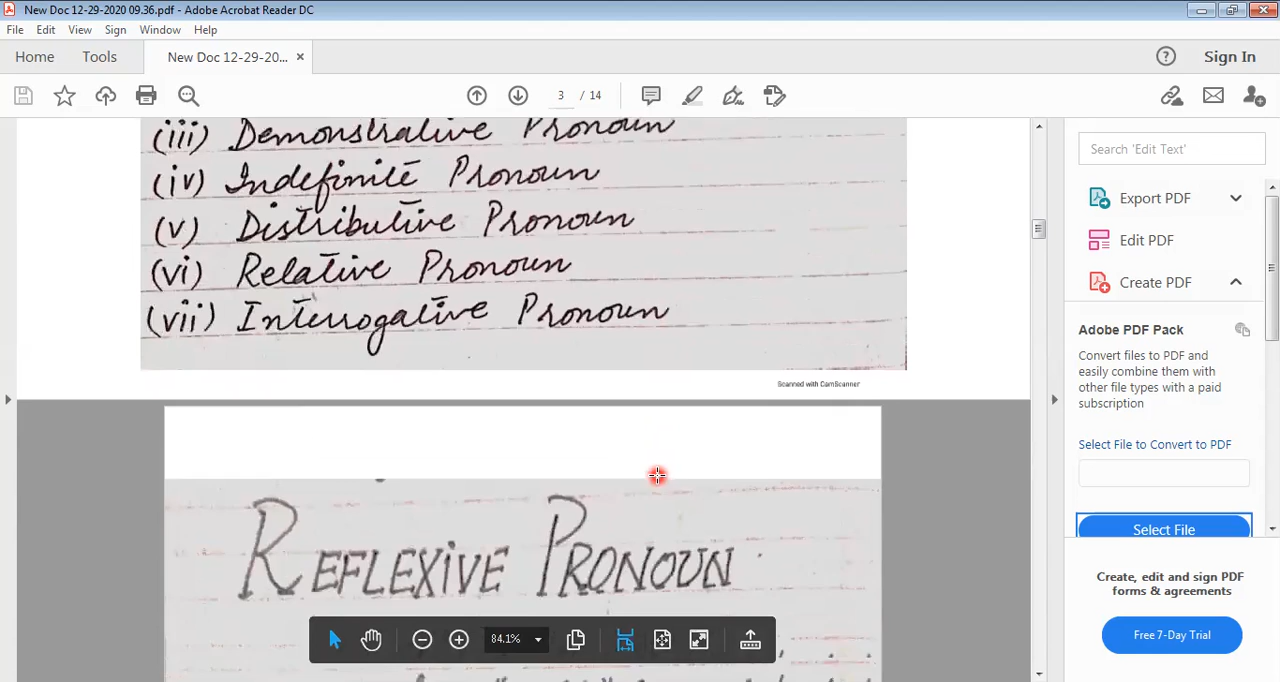 New Doc 12-29-2020 09.36.pdf - Adobe Acrobat Reader DC
File Edit View Sign Window Help
Home Tools New Doc 12-29-20... × Sign In
3 / 14
(iii) Demonstrative Pronoun
(iv) Indefinite Pronoun
(v) Distributive Pronoun
(vi) Relative Pronoun
(vii) Interrogative Pronoun
Scanned with CamScanner
REFLEXIVE PRONOUN
84.1%
Search 'Edit Text'
Export PDF
Edit PDF
Create PDF
Adobe PDF Pack
Convert files to PDF and
easily combine them with
other file types with a paid
subscription
Select File to Convert to PDF
Select File
Create, edit and sign PDF
forms & agreements
Free 7-Day Trial